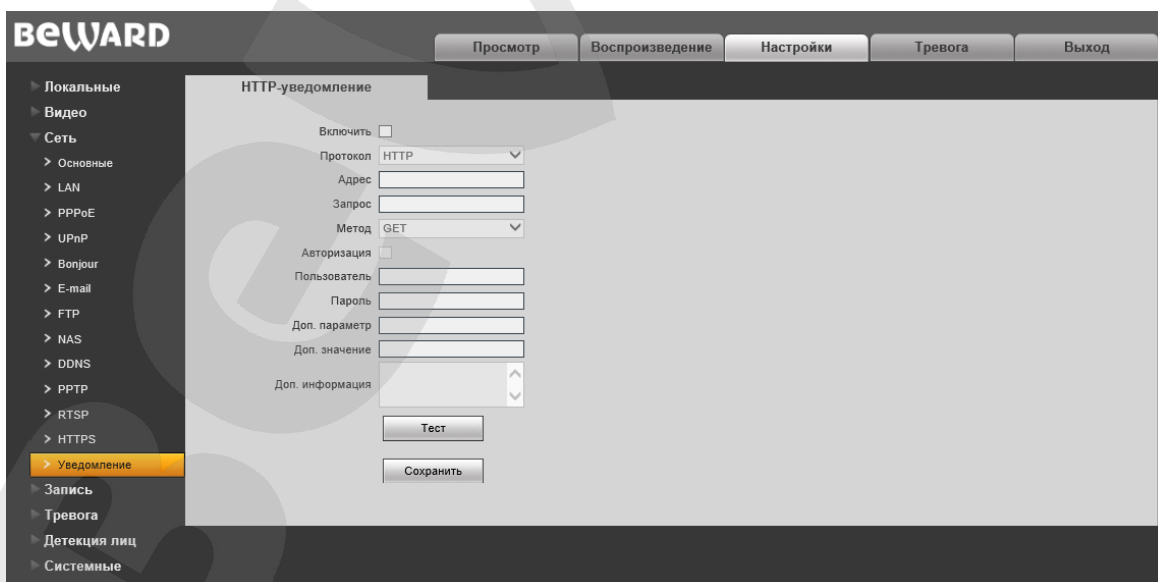 BEWARD
Просмотр Воспроизведение Настройки Тревога Выход
Локальные
Видео
Сеть
Основные
LAN
PPPoE
UPnP
Bonjour
E-mail
FTP
NAS
DDNS
PPTP
RTSP
HTTPS
Уведомление
Запись
Тревога
Детекция лиц
Системные
HTTP-уведомление
Включить
Протокол HTTP
Адрес
Запрос
Метод GET
Авторизация
Пользователь
Пароль
Доп. параметр
Доп. значение
Доп. информация
Тест
Сохранить